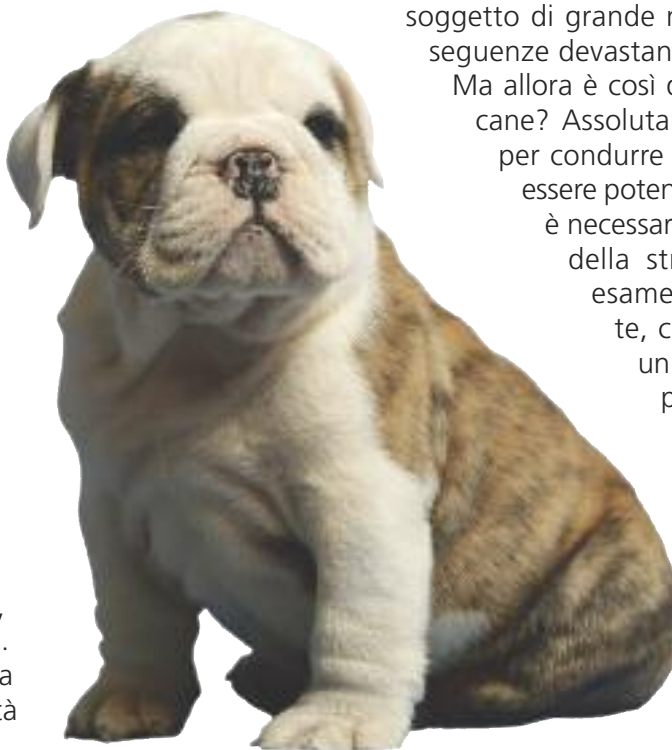 soggetto di grande
seguenze devastan
Ma allora è così
cane? Assoluta
per condurre
essere poten
è necessar
della st
esame
te, c
un
p
,
.
a
tà